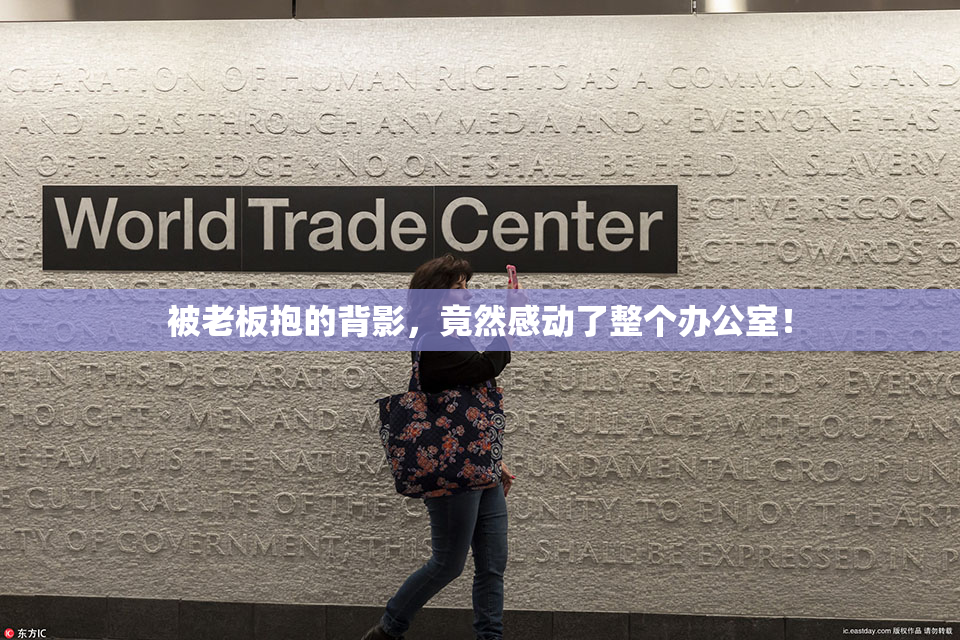 CLARATION OF HUMAN RIGHTS AS A COMMON STAND
AND IDEAS THROUGH ANY MEDIA AND EVERYONE HAS T
N OF THIS PLEDGE NO ONE SHALL BE HELD IN SLAVERY
World Trade Center
ECTIVE RECOGN
ACT TOWARDS O
被老板抱的背影，竟然感动了整个办公室！
IN THIS DECLARATION FULLY REALIZED EVERYO
THOUGHT MEN AND OF FULL AGE, WITHO
E FAMILY IS THE NATURA FUNDAMENTAL GROUP
E CULTURAL LIFE OF THE UNITY, TO ENJOY THE ART
TY OF GOVERNMENT; THIS SHALL BE EXPRESSED IN P
东方IC
ic.eastday.com 版权作品 请勿转载